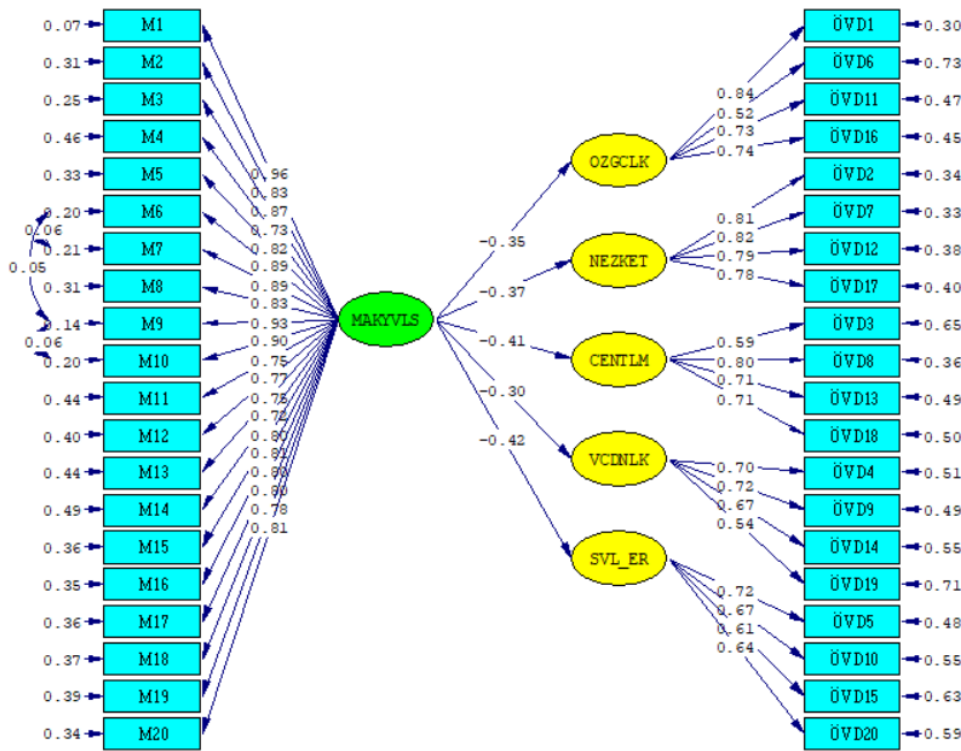 0.07 M1
0.31 M2
0.25 M3
0.46 M4
0.33 M5
0.20 M6
0.06
0.21 M7
0.05
0.31 M8
0.14 M9
0.06
0.20 M10
0.44 M11
0.40 M12
0.44 M13
0.49 M14
0.36 M15
0.35 M16
0.36 M17
0.37 M18
0.39 M19
0.34 M20
0.96
0.83
0.87
0.73
0.82
0.89
0.89
0.83
0.93
0.90
0.75
0.77
0.75
0.72
0.80
0.81
0.80
0.80
0.78
0.81
MAKYVLS
-0.35
-0.37
-0.41
-0.30
-0.42
OZGCLK
NEZKET
CENTLM
VCDNLK
SVL_ER
0.84
0.52
0.73
0.74
0.81
0.82
0.79
0.78
0.59
0.80
0.71
0.71
0.70
0.72
0.67
0.54
0.72
0.67
0.61
0.64
ÖVD1 0.30
ÖVD6 0.73
ÖVD11 0.47
ÖVD16 0.45
ÖVD2 0.34
ÖVD7 0.33
ÖVD12 0.38
ÖVD17 0.40
ÖVD3 0.65
ÖVD8 0.36
ÖVD13 0.49
ÖVD18 0.50
ÖVD4 0.51
ÖVD9 0.49
ÖVD14 0.55
ÖVD19 0.71
ÖVD5 0.48
ÖVD10 0.55
ÖVD15 0.63
ÖVD20 0.59